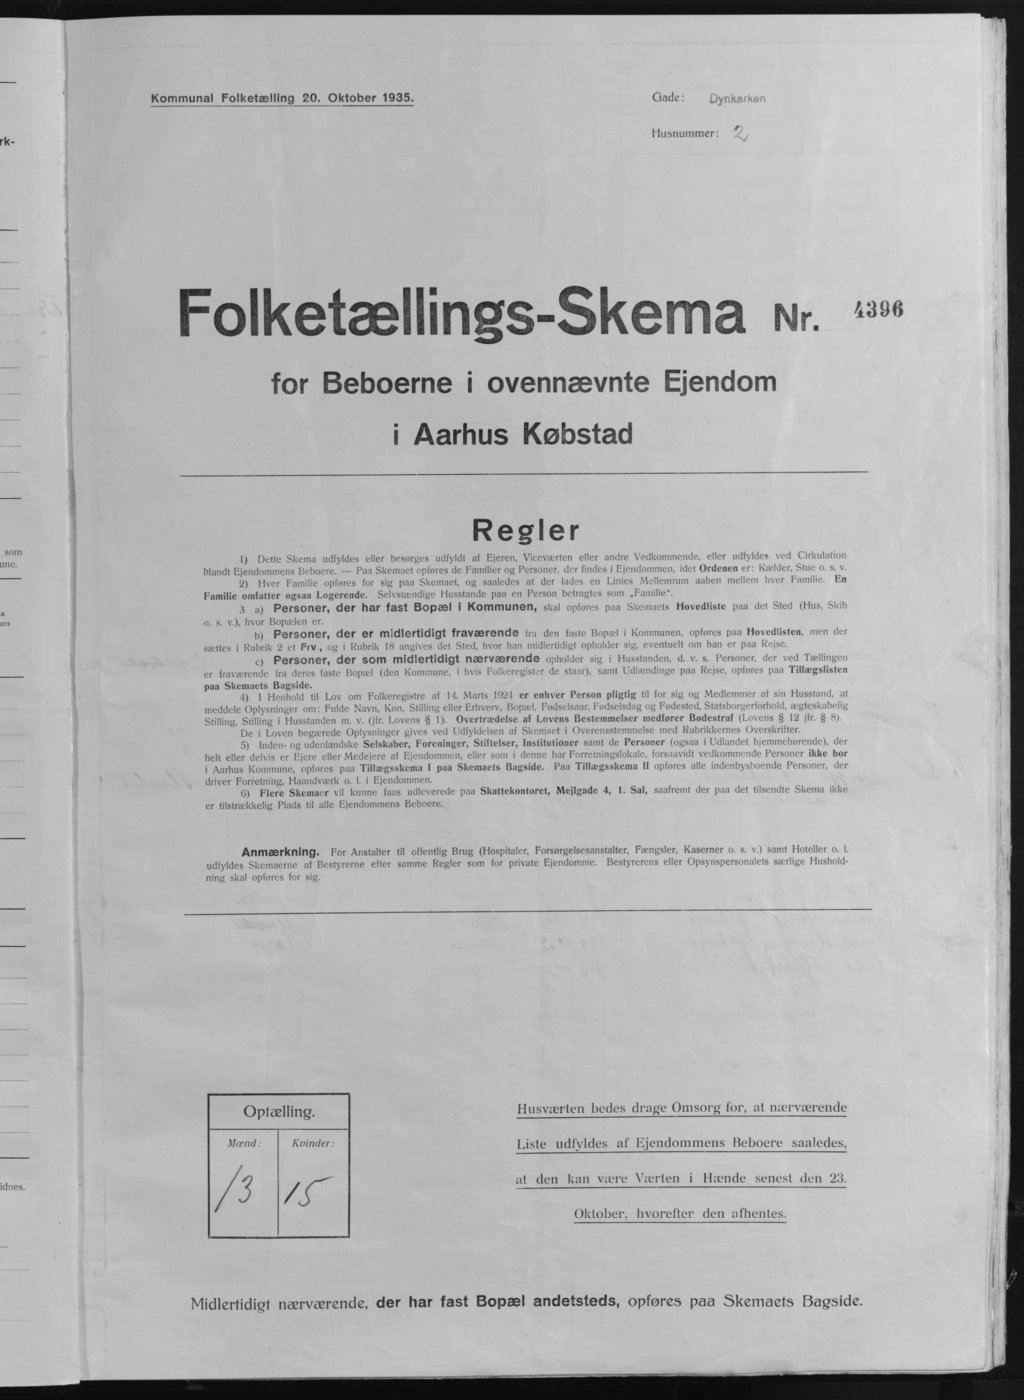 Kommunal Folketælling 20. Oktober 1935.
Gade: Dynkarken
Husnummer: 2
rk-
som
une.
a
ers
idnes.
Folketællings-Skema Nr. 4396
for Beboerne i ovennævnte Ejendom
i Aarhus Købstad
Regler
1) Dette Skema udfyldes eller besørges udfyldt af Ejeren, Viceværten eller andre Vedkommende, eller udfyldes ved Cirkulation
blandt Ejendommens Beboere. — Paa Skemaet opføres de Familier og Personer, der findes i Ejendommen, idet Ordenen er: Kælder, Stue o. s. v.
2) Hver Familie opføres for sig paa Skemaet, og saaledes at der lades en Linies Mellemrum aaben mellem hver Familie. En
Familie omfatter ogsaa Logerende. Selvstændige Husstande paa en Person betragtes som „Familie“.
3 a) Personer, der har fast Bopæl i Kommunen, skal opføres paa Skemaets Hovedliste paa det Sted (Hus, Skib
o. s. v.), hvor Bopælen er.
b) Personer, der er midlertidigt fraværende fra den faste Bopæl i Kommunen, opføres paa Hovedlisten, men der
sættes i Rubrik 2 et Frv., og i Rubrik 18 angives det Sted, hvor han midlertidigt opholder sig, eventuelt om han er paa Rejse.
c) Personer, der som midlertidigt nærværende opholder sig i Husstanden, d. v. s. Personer, der ved Tællingen
er fraværende fra deres faste Bopæl (den Kommune, i hvis Folkeregister de staar), samt Udlændinge paa Rejse, opføres paa Tillægslisten
paa Skemaets Bagside.
4) I Henhold til Lov om Folkeregistre af 14. Marts 1924 er enhver Person pligtig til for sig og Medlemmer af sin Husstand, at
meddele Oplysninger om: Fulde Navn, Køn, Stilling eller Erhverv, Bopæl, Fødselsaar, Fødselsdag og Fødested, Statsborgerforhold, ægteskabelig
Stilling, Stilling i Husstanden m. v. (jfr. Lovens § 1). Overtrædelse af Lovens Bestemmelser medfører Bødestraf (Lovens § 12 jfr. § 8).
De i Loven begærede Oplysninger gives ved Udfyldelsen af Skemaet i Overensstemmelse med Rubrikkernes Overskrifter.
5) Inden- og udenlandske Selskaber, Foreninger, Stiftelser, Institutioner samt de Personer (ogsaa i Udlandet hjemmehørende), der
helt eller delvis er Ejere eller Medejere af Ejendommen, eller som i denne har Forretningslokale, forsaavidt vedkommende Personer ikke bor
i Aarhus Kommune, opføres paa Tillægsskema I paa Skemaets Bagside. Paa Tillægsskema II opføres alle indenbysboende Personer, der
driver Forretning, Haandværk o. l. i Ejendommen.
6) Flere Skemaer vil kunne faas udleverede paa Skattekontoret, Mejlgade 4, 1. Sal, saafremt der paa det tilsendte Skema ikke
er tilstrækkelig Plads til alle Ejendommens Beboere.
Anmærkning. For Anstalter til offentlig Brug (Hospitaler, Forsørgelsesanstalter, Fængsler, Kaserner o. s. v.) samt Hoteller o. l.
udfyldes Skemaerne af Bestyrerne efter samme Regler som for private Ejendomme. Bestyrerens eller Opsynspersonalets særlige Hushold-
ning skal opføres for sig.
Optælling.
Mænd: Kvinder:
13 15
Husværten bedes drage Omsorg for, at nærværende
Liste udfyldes af Ejendommens Beboere saaledes,
at den kan være Værten i Hænde senest den 23.
Oktober, hvorefter den afhentes.
Midlertidigt nærværende, der har fast Bopæl andetsteds, opføres paa Skemaets Bagside.